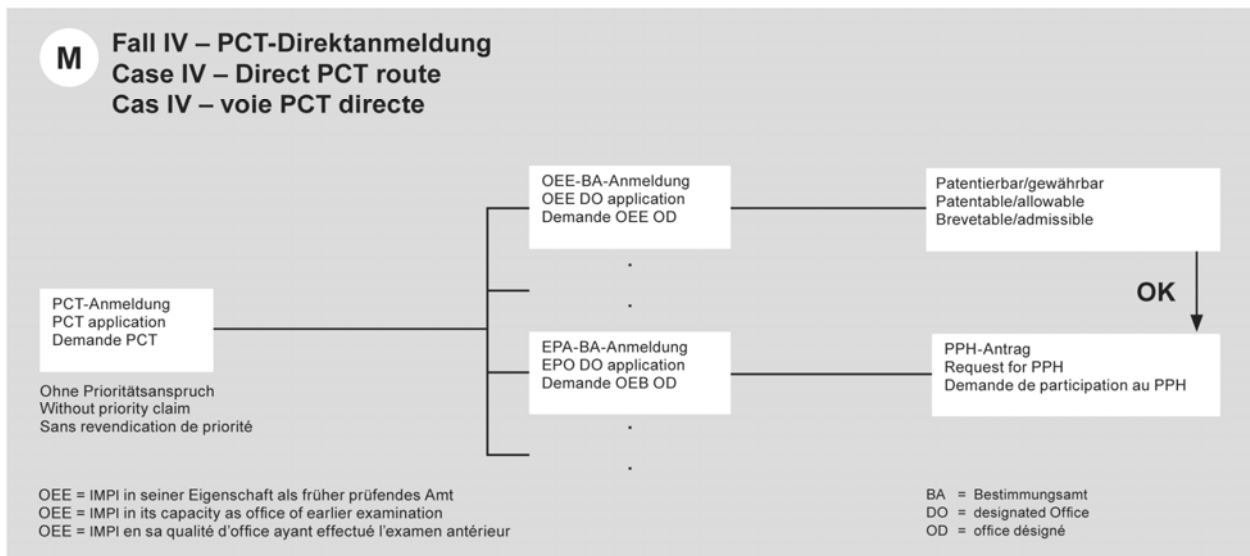 M
Fall IV – PCT-Direktanmeldung
Case IV – Direct PCT route
Cas IV – voie PCT directe
OEE-BA-Anmeldung
OEE DO application
Demande OEE OD
Patentierbar/gewährbar
Patentable/allowable
Brevetable/admissible
.
.
OK
PCT-Anmeldung
PCT application
Demande PCT
EPA-BA-Anmeldung
EPO DO application
Demande OEB OD
PPH-Antrag
Request for PPH
Demande de participation au PPH
Ohne Prioritätsanspruch
Without priority claim
Sans revendication de priorité
.
.
OEE = IMPI in seiner Eigenschaft als früher prüfendes Amt
OEE = IMPI in its capacity as office of earlier examination
OEE = IMPI en sa qualité d'office ayant effectué l'examen antérieur
BA = Bestimmungsamt
DO = designated Office
OD = office désigné